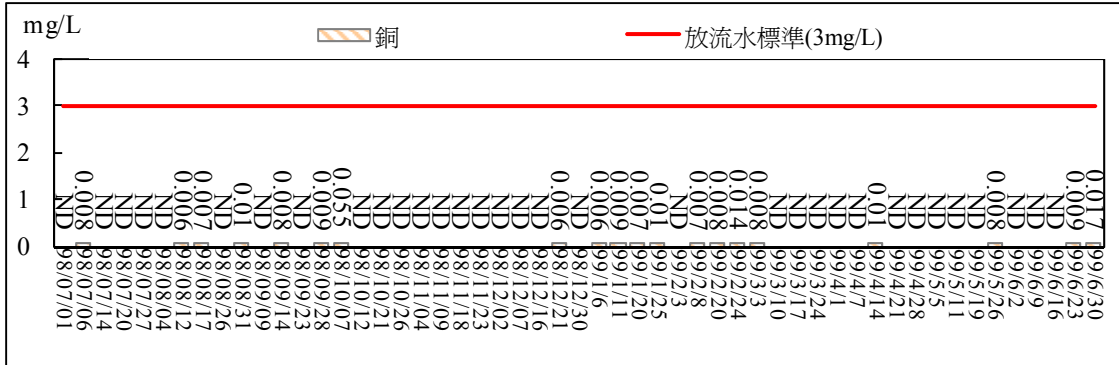 mg/L
銅
放流水標準(3mg/L)
4
3
2
1
0
ND
0.008
ND
ND
ND
ND
0.006
0.007
ND
0.01
ND
0.008
ND
0.009
0.055
ND
ND
ND
ND
ND
ND
ND
ND
ND
ND
0.006
ND
0.006
0.009
0.007
0.01
ND
0.007
0.008
0.014
0.008
ND
ND
ND
ND
ND
0.01
ND
ND
ND
ND
ND
0.008
ND
ND
ND
0.009
0.017
98/07/01
98/07/06
98/07/14
98/07/20
98/07/27
98/08/04
98/08/12
98/08/17
98/08/26
98/08/31
98/09/09
98/09/14
98/09/23
98/09/28
98/10/07
98/10/12
98/10/21
98/10/26
98/11/04
98/11/09
98/11/18
98/11/23
98/12/02
98/12/07
98/12/16
98/12/21
98/12/30
99/1/6
99/1/11
99/1/20
99/1/25
99/2/3
99/2/8
99/2/20
99/2/24
99/3/3
99/3/10
99/3/17
99/3/24
99/4/1
99/4/7
99/4/14
99/4/21
99/4/28
99/5/5
99/5/11
99/5/19
99/5/26
99/6/2
99/6/9
99/6/16
99/6/23
99/6/30